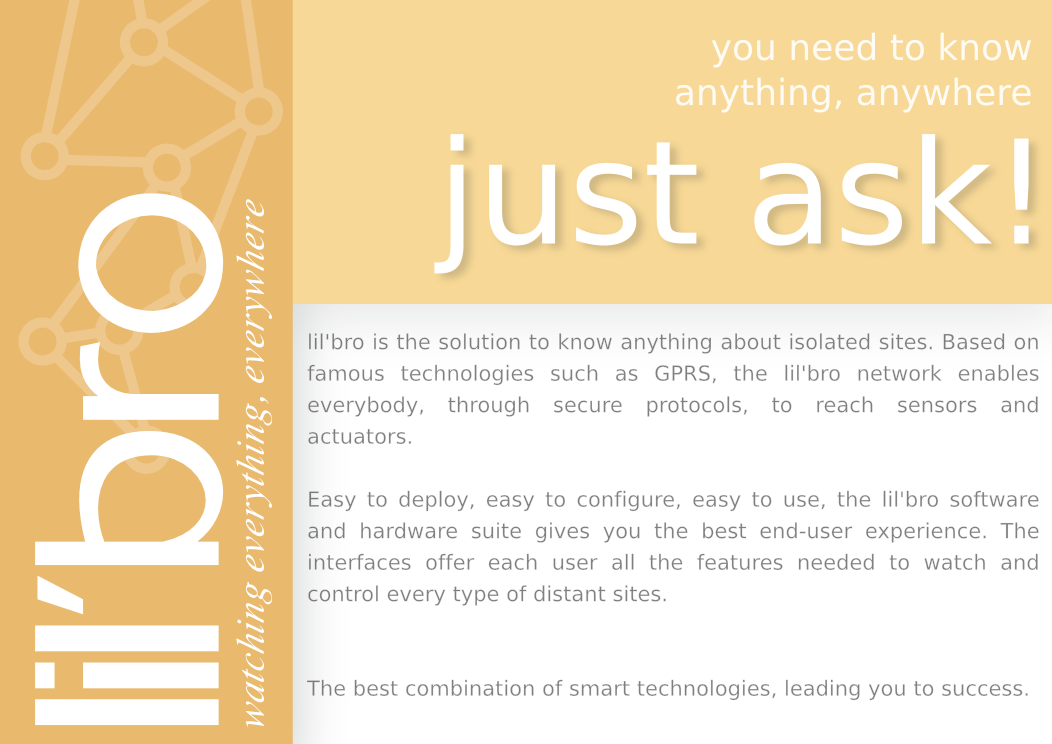 lil'bro
watching everything, everywhere
you need to know
anything, anywhere
just ask!
lil'bro is the solution to know anything about isolated sites. Based on
famous technologies such as GPRS, the lil'bro network enables
everybody, through secure protocols, to reach sensors and
actuators.
Easy to deploy, easy to configure, easy to use, the lil'bro software
and hardware suite gives you the best end-user experience. The
interfaces offer each user all the features needed to watch and
control every type of distant sites.
The best combination of smart technologies, leading you to success.